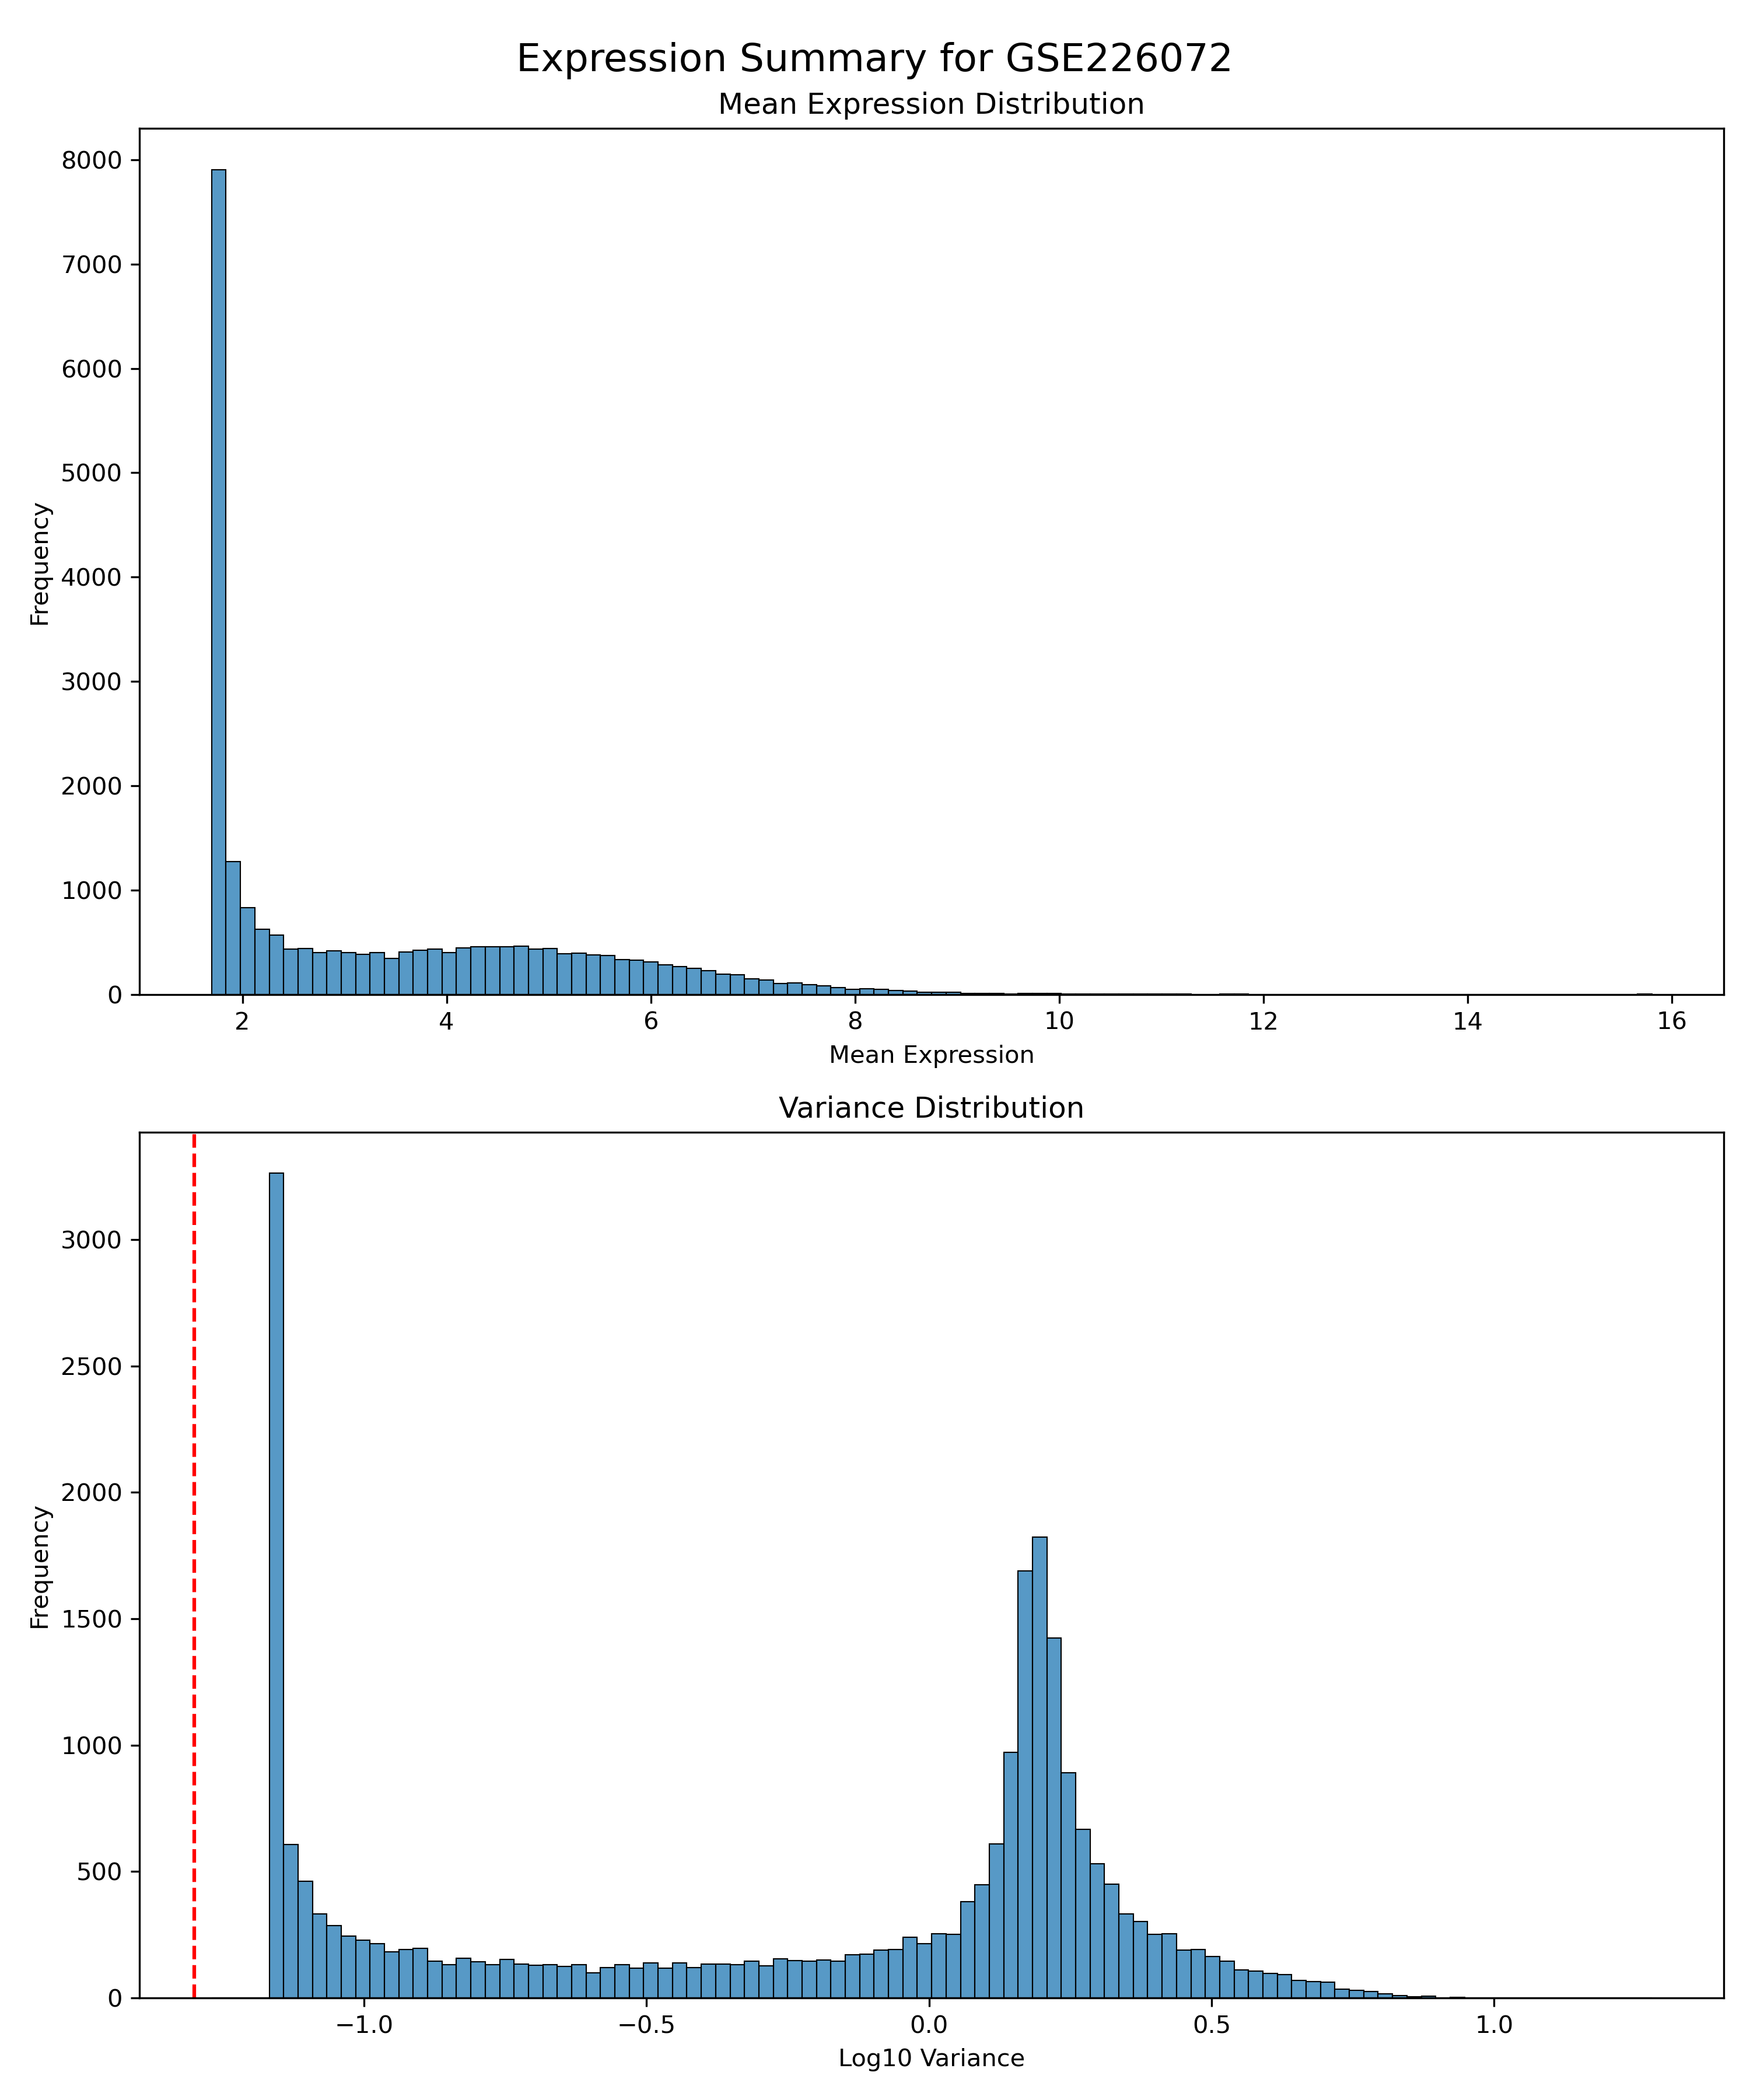 Expression Summary for GSE226072
Mean Expression Distribution
8000
7000
6000
5000
4000
3000
2000
1000
0
Frequency
2 4 6 8 10 12 14 16
Mean Expression
Variance Distribution
3000
2500
2000
1500
1000
500
0
Frequency
−1.0 −0.5 0.0 0.5 1.0
Log10 Variance